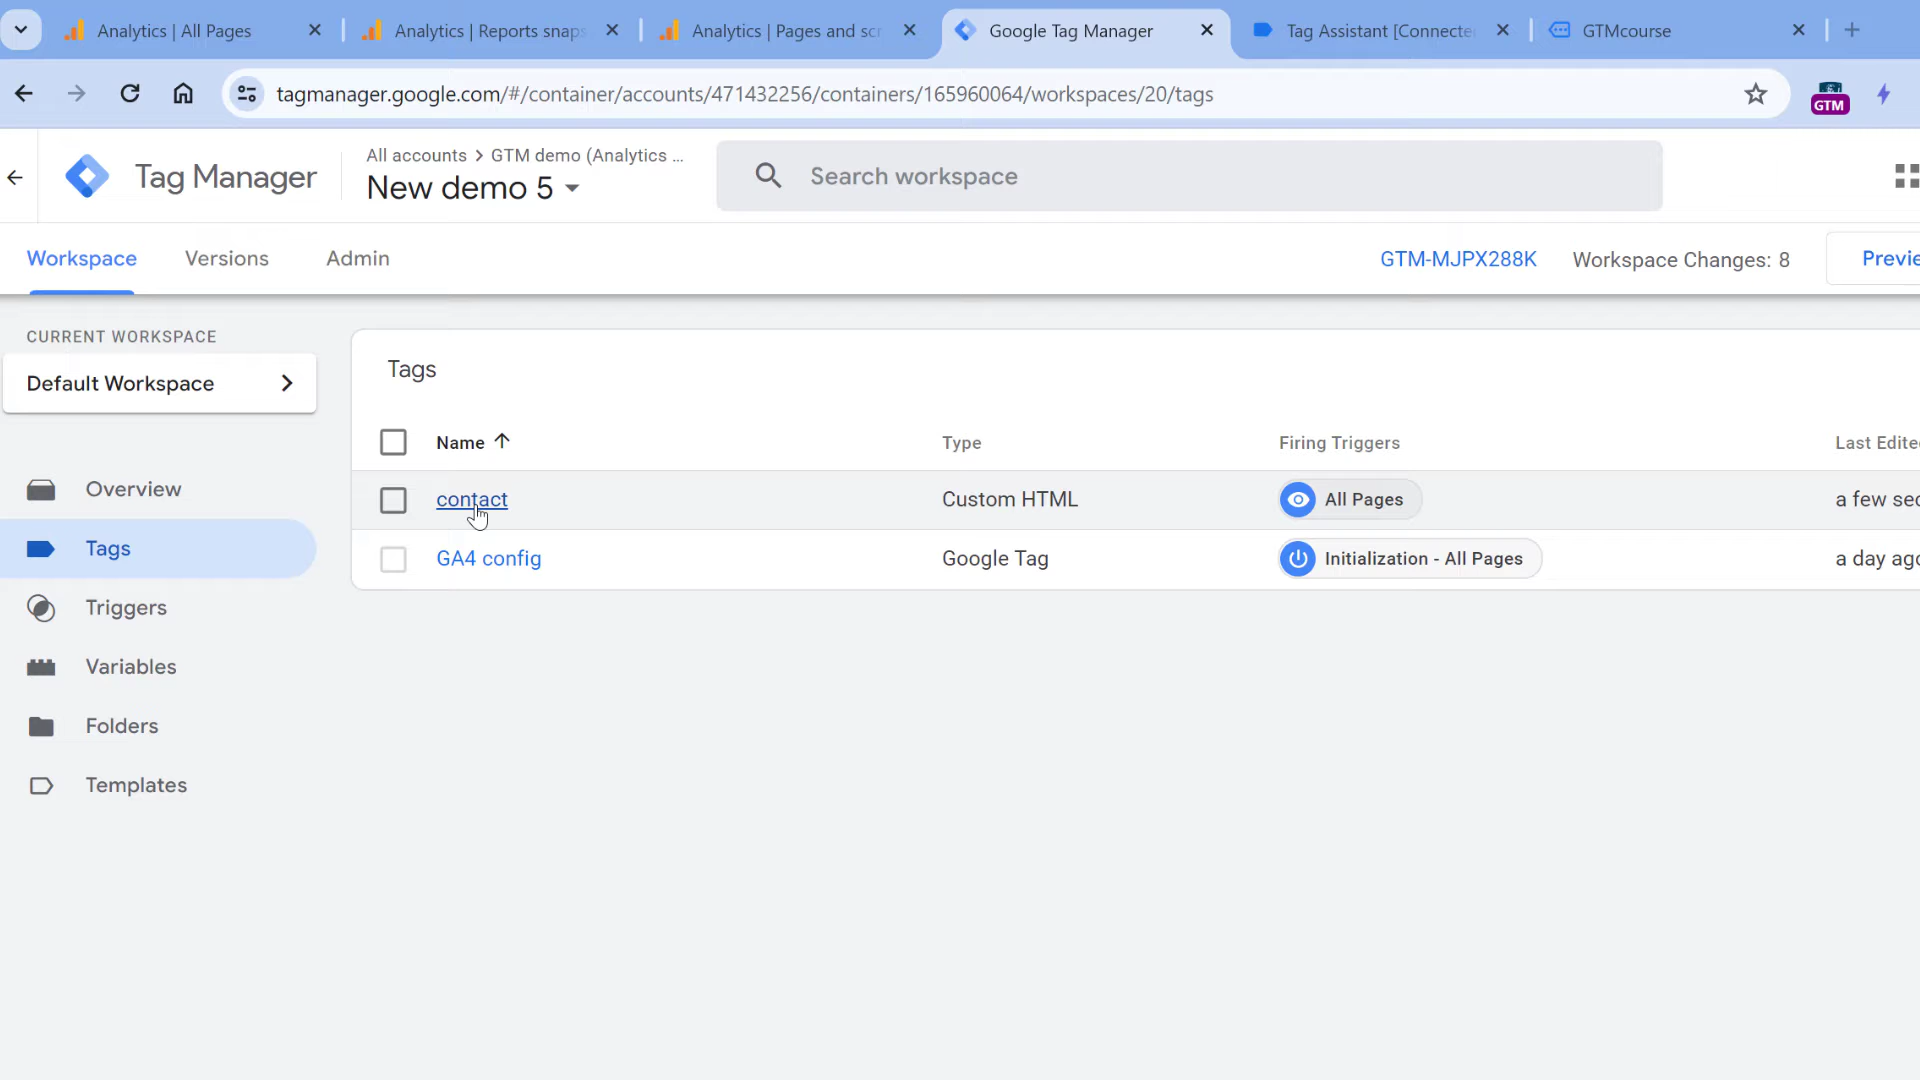 Analytics | All Pages
Analytics | Reports snaps
Analytics | Pages and scr
Google Tag Manager
Tag Assistant [Connecte
GTMcourse
tagmanager.google.com/#/container/accounts/471432256/containers/165960064/workspaces/20/tags
GTM
Tag Manager
All accounts > GTM demo (Analytics ...
New demo 5
Search workspace
Workspace
Versions
Admin
GTM-MJPX288K
Workspace Changes: 8
Previe
CURRENT WORKSPACE
Default Workspace
Overview
Tags
Triggers
Variables
Folders
Templates
Tags
Name
Type
Firing Triggers
Last Edite
contact
Custom HTML
All Pages
a few sec
GA4 config
Google Tag
Initialization - All Pages
a day ago